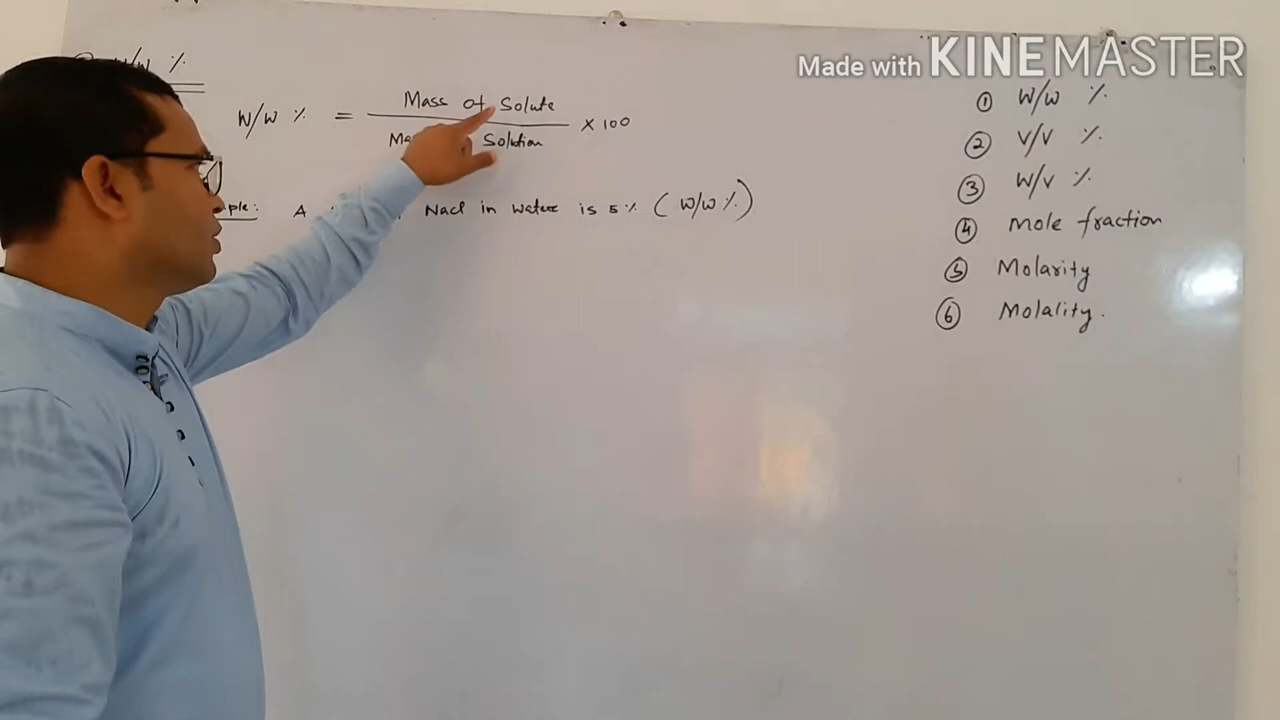 Made with KINEMASTER
W/W %
W/W % = Mass of Solute / Solution × 100
A NaCl in Water is 5% (W/W %)
① W/W %
② V/V %
③ W/V %
④ Mole fraction
⑤ Molarity
⑥ Molality.